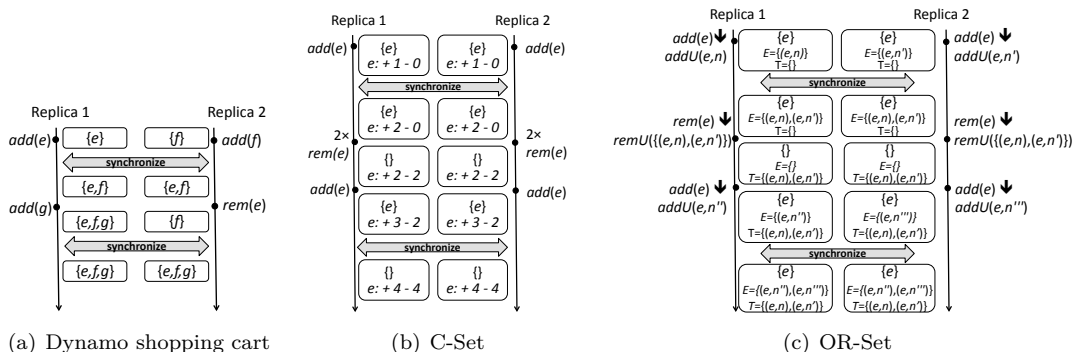 Replica 1
Replica 2
add(e)
{e}
{f}
add(f)
synchronize
{e,f}
{e,f}
add(g)
rem(e)
{e,f,g}
{f}
synchronize
{e,f,g}
{e,f,g}
(a) Dynamo shopping cart
Replica 1
Replica 2
add(e)
{e}
e: + 1 - 0
{e}
e: + 1 - 0
add(e)
synchronize
{e}
e: + 2 - 0
{e}
e: + 2 - 0
2×
rem(e)
2×
rem(e)
{}
e: + 2 - 2
{}
e: + 2 - 2
add(e)
add(e)
{e}
e: + 3 - 2
{e}
e: + 3 - 2
synchronize
{}
e: + 4 - 4
{}
e: + 4 - 4
(b) C-Set
Replica 1
Replica 2
add(e)
addU(e,n)
{e}
E={(e,n)}
T={}
{e}
E={(e,n')}
T={}
add(e)
addU(e,n')
synchronize
{e}
E={(e,n),(e,n')}
T={}
{e}
E={(e,n),(e,n')}
T={}
rem(e)
remU({(e,n),(e,n')})
rem(e)
remU({(e,n),(e,n')})
{}
E={}
T={(e,n),(e,n')}
{}
E={}
T={(e,n),(e,n')}
add(e)
addU(e,n'')
add(e)
addU(e,n''')
{e}
E={(e,n'')}
T={(e,n),(e,n')}
{e}
E={(e,n''')}
T={(e,n),(e,n')}
synchronize
{e}
E={(e,n''),(e,n''')}
T={(e,n),(e,n')}
{e}
E={(e,n''),(e,n''')}
T={(e,n),(e,n')}
(c) OR-Set